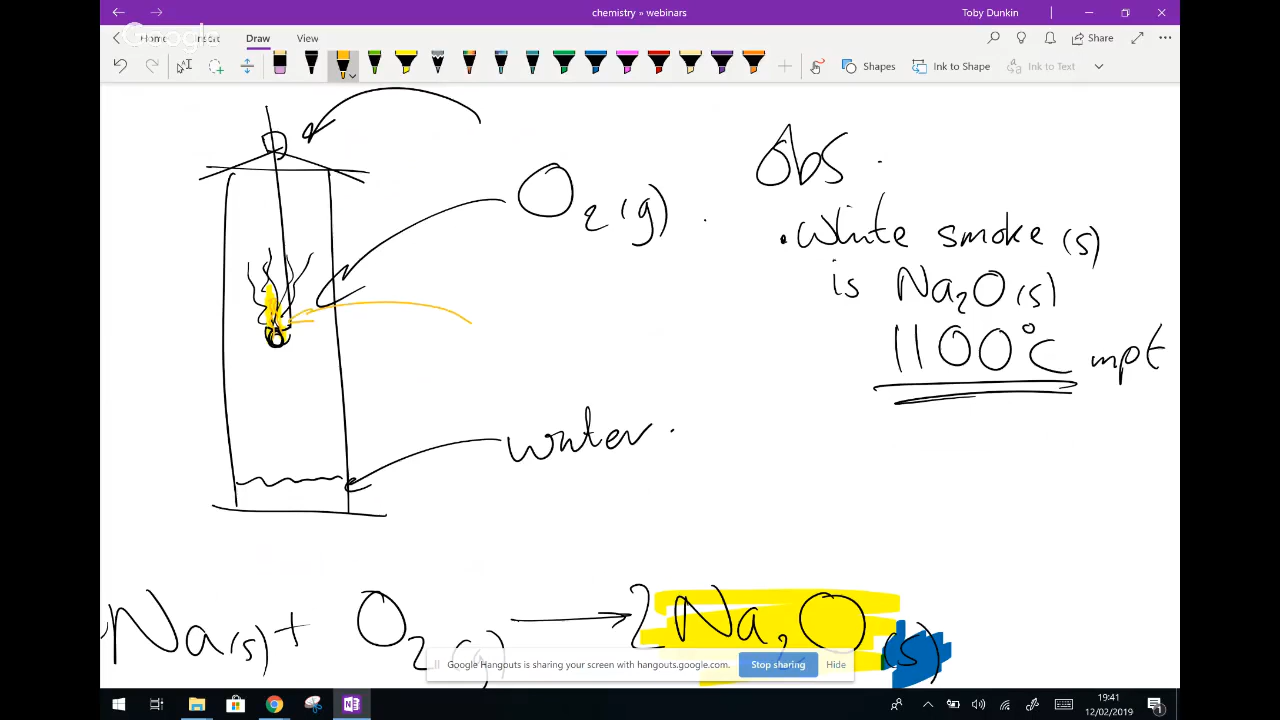 chemistry » webinars
Toby Dunkin
Google
Home Insert Draw View
Share
Shapes Ink to Shape Ink to Text
Obs.
O2(g).
• White smoke (s)
is Na2O(s)
1100°C mpt
water.
Na(s) + O2(g) → 2Na2O(s)
Google Hangouts is sharing your screen with hangouts.google.com. Stop sharing Hide
19:41
12/02/2019
1